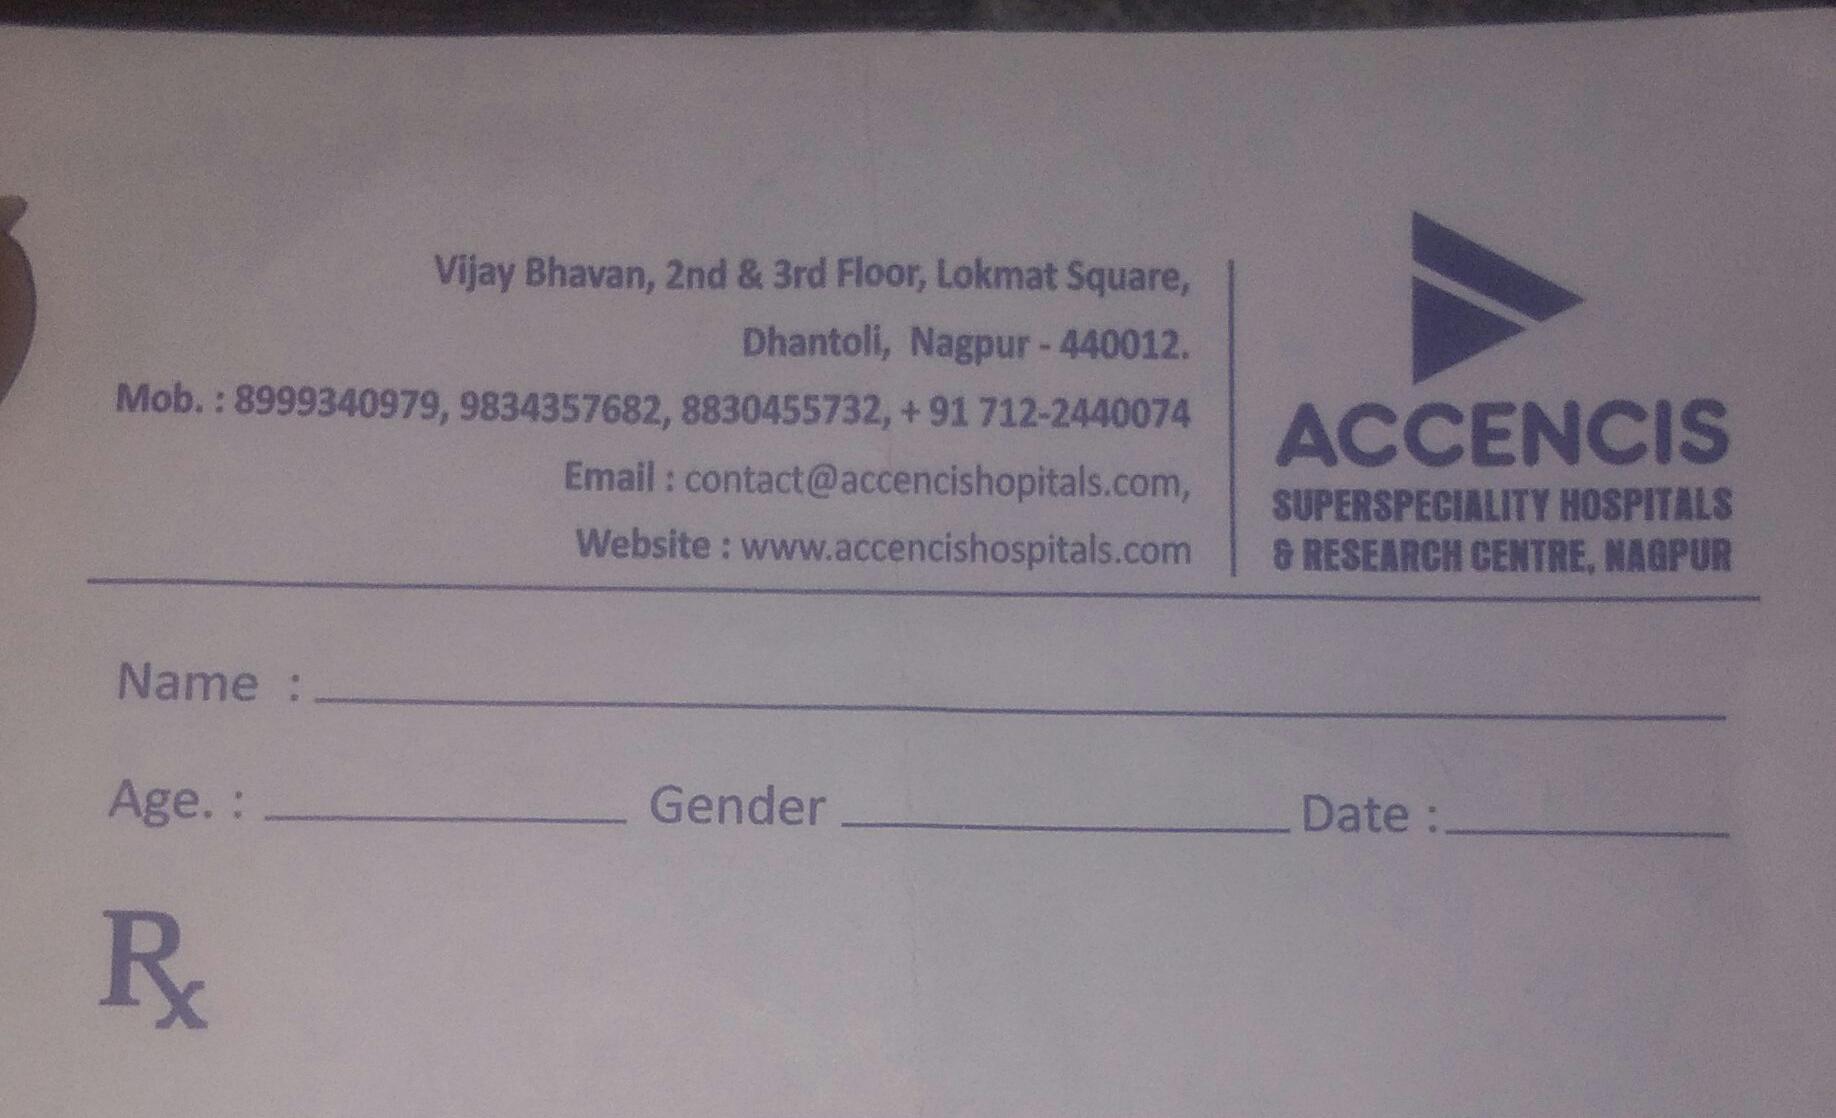 Vijay Bhavan, 2nd & 3rd Floor, Lokmat Square,
Dhantoli, Nagpur - 440012.
Mob. : 8999340979, 9834357682, 8830455732, + 91 712-2440074
Email : contact@accencishopitals.com,
Website : www.accencishospitals.com
ACCENCIS
SUPERSPECIALITY HOSPITALS
& RESEARCH CENTRE, NAGPUR
Name :
Age. : Gender Date :
Rx